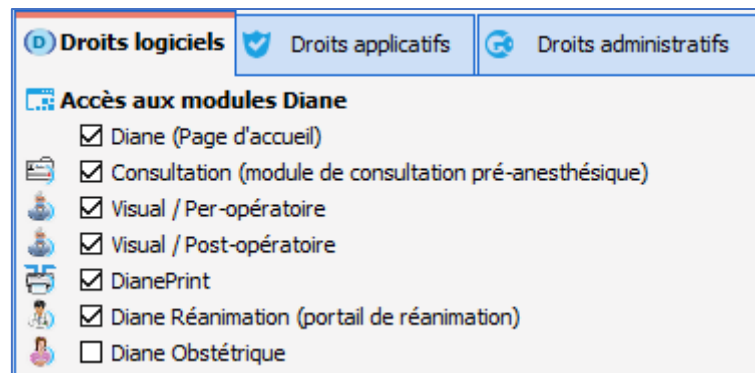 Droits logiciels Droits applicatifs Droits administratifs
Accès aux modules Diane
Diane (Page d'accueil)
Consultation (module de consultation pré-anesthésique)
Visual / Per-opératoire
Visual / Post-opératoire
DianePrint
Diane Réanimation (portail de réanimation)
Diane Obstétrique